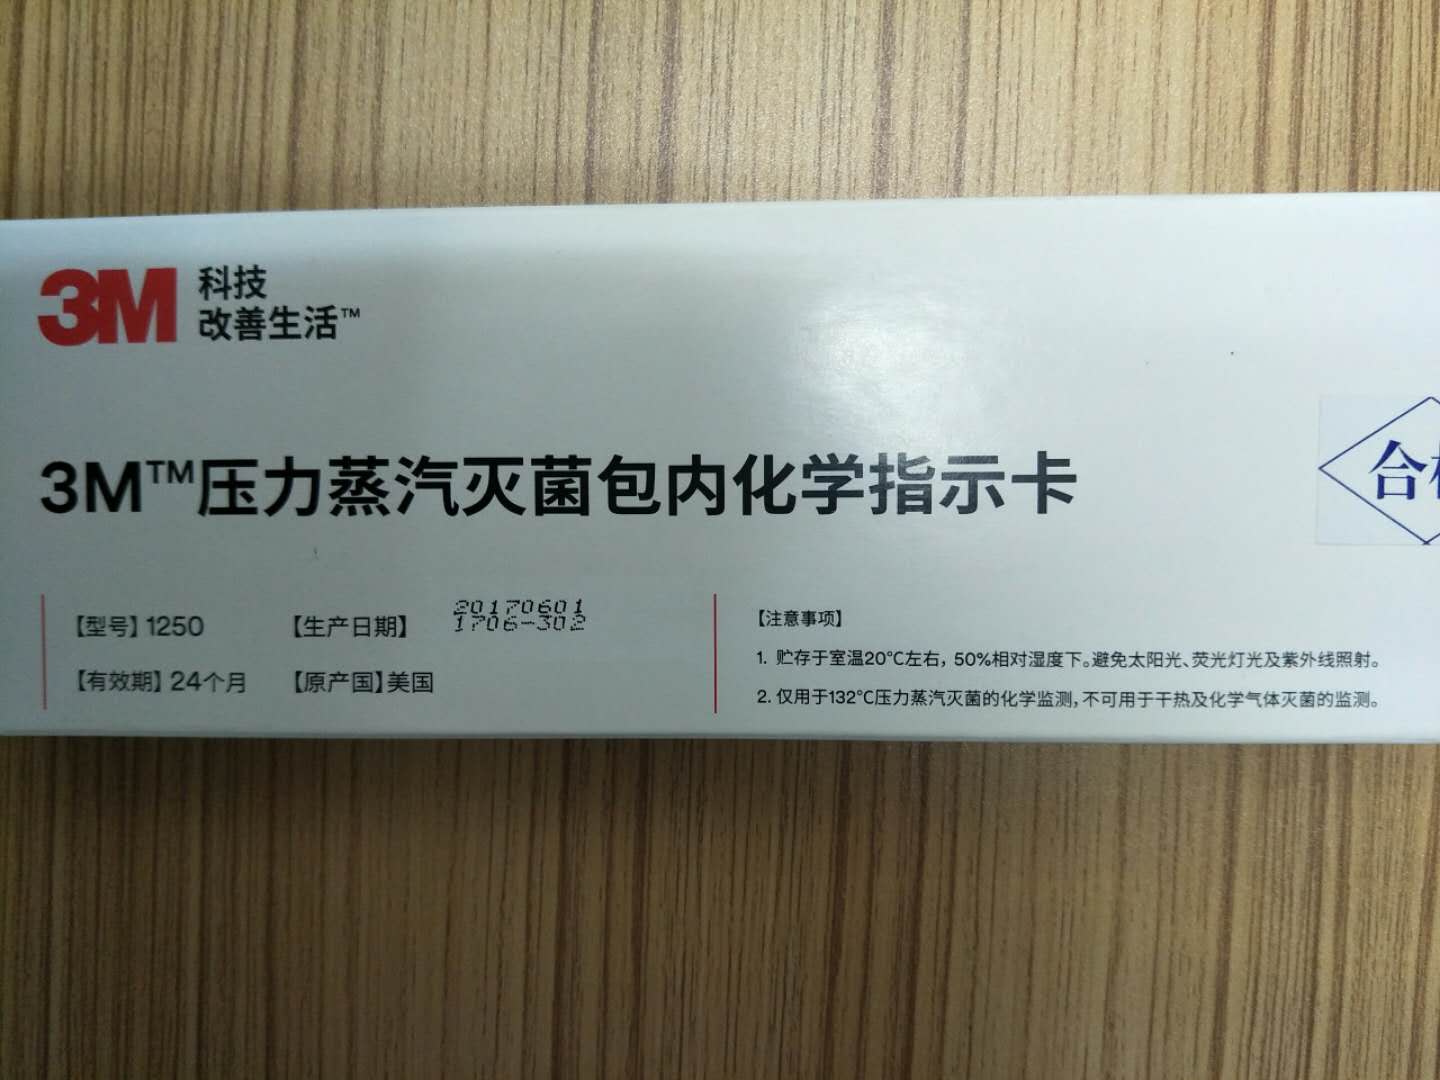 3M 科技
改善生活™
3M™压力蒸汽灭菌包内化学指示卡
合
【型号】1250 【生产日期】 20170601
1706-302
【有效期】24个月 【原产国】美国
【注意事项】
1. 贮存于室温20℃左右，50%相对湿度下。避免太阳光、荧光灯光及紫外线照射。
2. 仅用于132℃压力蒸汽灭菌的化学监测，不可用于干热及化学气体灭菌的监测。